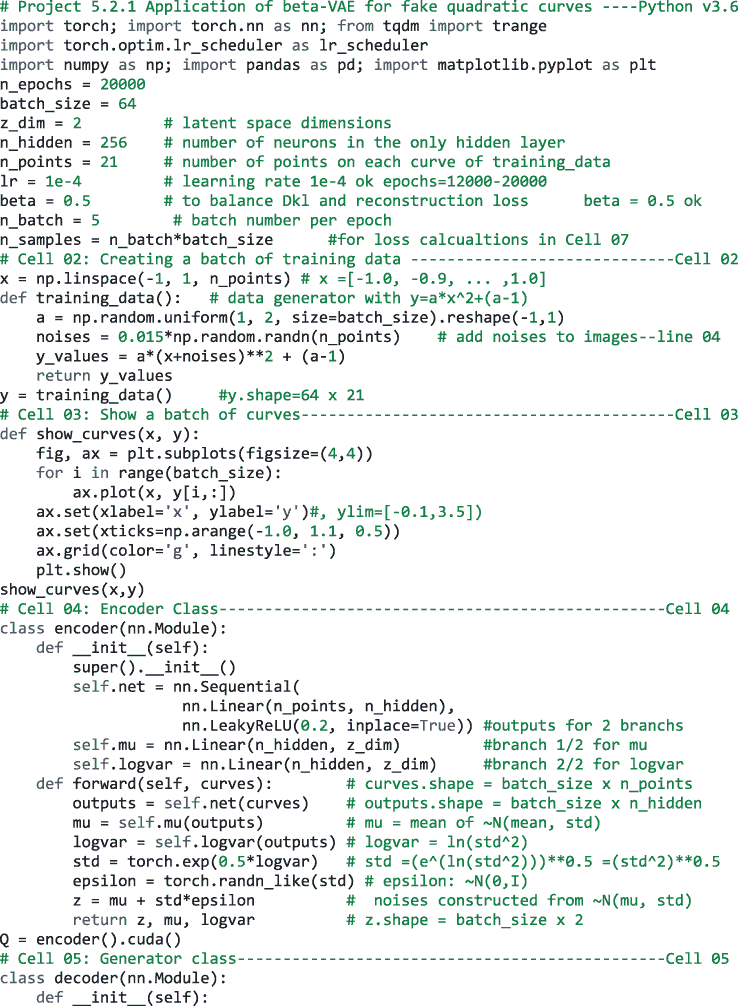 # Project 5.2.1 Application of beta-VAE for fake quadratic curves ----Python v3.6
import torch; import torch.nn as nn; from tqdm import trange
import torch.optim.lr_scheduler as lr_scheduler
import numpy as np; import pandas as pd; import matplotlib.pyplot as plt
n_epochs = 20000
batch_size = 64
z_dim = 2         # latent space dimensions
n_hidden = 256    # number of neurons in the only hidden layer
n_points = 21     # number of points on each curve of training_data
lr = 1e-4         # learning rate 1e-4 ok epochs=12000-20000
beta = 0.5        # to balance Dkl and reconstruction loss      beta = 0.5 ok
n_batch = 5        # batch number per epoch
n_samples = n_batch*batch_size      #for loss calcualtions in Cell 07
# Cell 02: Creating a batch of training data -----------------------------Cell 02
x = np.linspace(-1, 1, n_points) # x =[-1.0, -0.9, ... ,1.0]
def training_data():   # data generator with y=a*x^2+(a-1)
    a = np.random.uniform(1, 2, size=batch_size).reshape(-1,1)
    noises = 0.015*np.random.randn(n_points)    # add noises to images--line 04
    y_values = a*(x+noises)**2 + (a-1)
    return y_values
y = training_data()     #y.shape=64 x 21
# Cell 03: Show a batch of curves-----------------------------------------Cell 03
def show_curves(x, y):
    fig, ax = plt.subplots(figsize=(4,4))
    for i in range(batch_size):
        ax.plot(x, y[i,:])
    ax.set(xlabel='x', ylabel='y')#, ylim=[-0.1,3.5])
    ax.set(xticks=np.arange(-1.0, 1.1, 0.5))
    ax.grid(color='g', linestyle=':')
    plt.show()
show_curves(x,y)
# Cell 04: Encoder Class-------------------------------------------------Cell 04
class encoder(nn.Module):
    def __init__(self):
        super().__init__()
        self.net = nn.Sequential(
                    nn.Linear(n_points, n_hidden),
                    nn.LeakyReLU(0.2, inplace=True)) #outputs for 2 branchs
        self.mu = nn.Linear(n_hidden, z_dim)         #branch 1/2 for mu
        self.logvar = nn.Linear(n_hidden, z_dim)     #branch 2/2 for logvar
    def forward(self, curves):        # curves.shape = batch_size x n_points
        outputs = self.net(curves)    # outputs.shape = batch_size x n_hidden
        mu = self.mu(outputs)         # mu = mean of ~N(mean, std)
        logvar = self.logvar(outputs) # logvar = ln(std^2)
        std = torch.exp(0.5*logvar)   # std =(e^(ln(std^2)))**0.5 =(std^2)**0.5
        epsilon = torch.randn_like(std) # epsilon: ~N(0,I)
        z = mu + std*epsilon          #  noises constructed from ~N(mu, std)
        return z, mu, logvar          # z.shape = batch_size x 2
Q = encoder().cuda()
# Cell 05: Generator class-----------------------------------------------Cell 05
class decoder(nn.Module):
    def __init__(self):